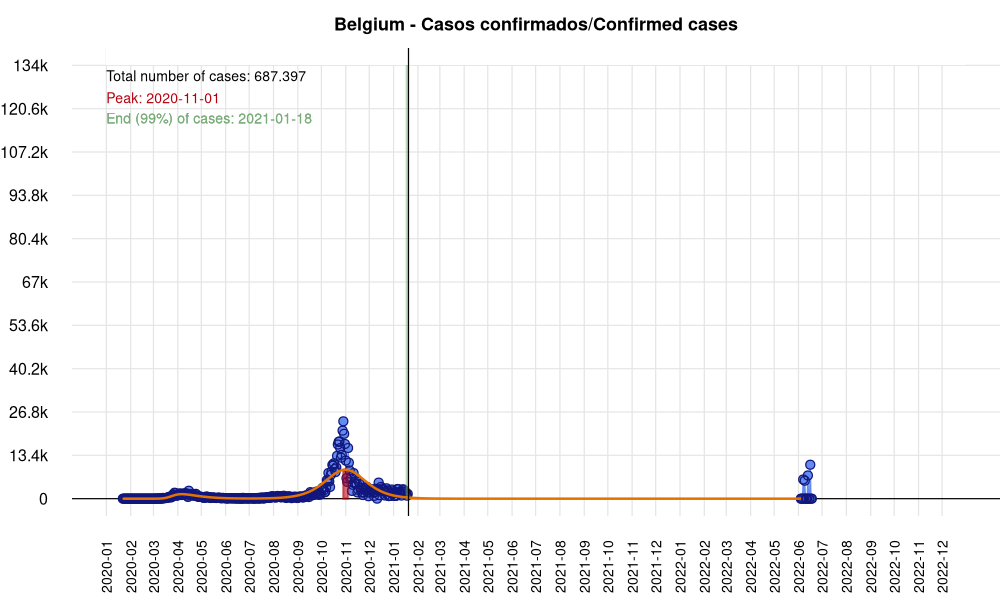 Belgium - Casos confirmados/Confirmed cases
134k
Total number of cases: 687.397
Peak: 2020-11-01
End (99%) of cases: 2021-01-18
120.6k
107.2k
93.8k
80.4k
67k
53.6k
40.2k
26.8k
13.4k
0
2020-01
2020-02
2020-03
2020-04
2020-05
2020-06
2020-07
2020-08
2020-09
2020-10
2020-11
2020-12
2021-01
2021-02
2021-03
2021-04
2021-05
2021-06
2021-07
2021-08
2021-09
2021-10
2021-11
2021-12
2022-01
2022-02
2022-03
2022-04
2022-05
2022-06
2022-07
2022-08
2022-09
2022-10
2022-11
2022-12